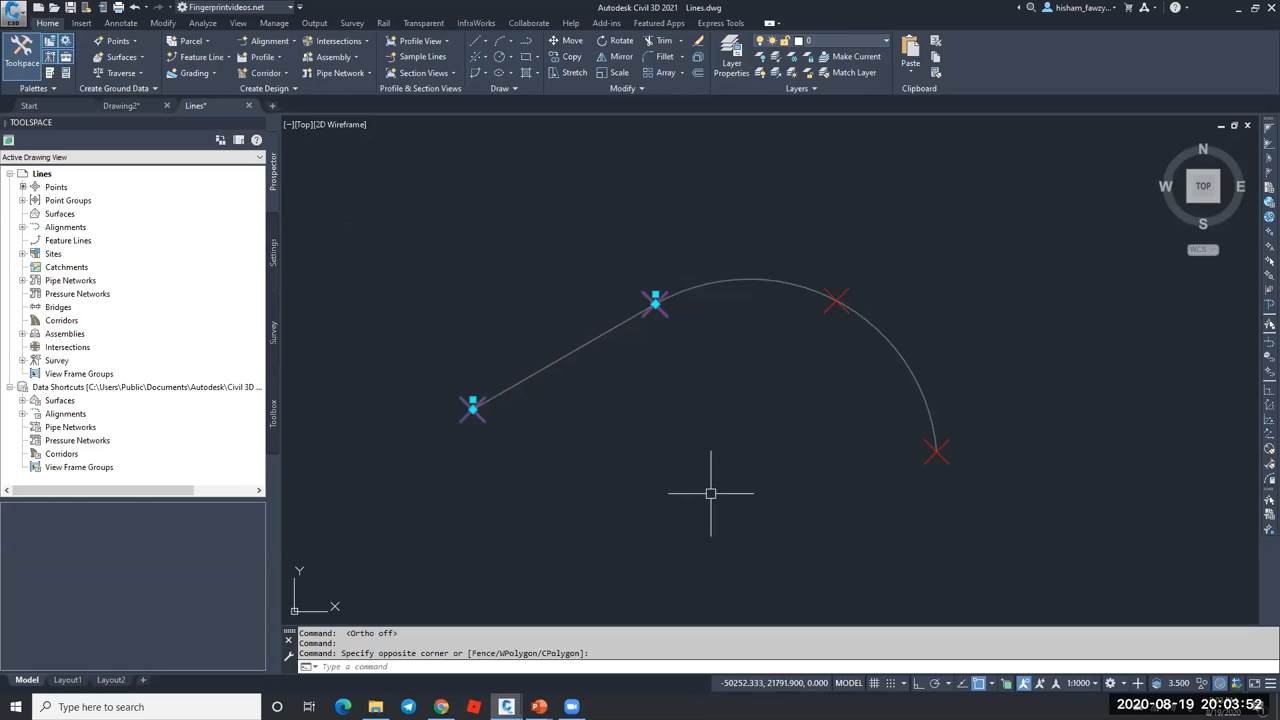 C3D
Fingerprintvideos.net
Autodesk Civil 3D 2021 Lines.dwg
hisham_fawzy...
Home Insert Annotate Modify Analyze View Manage Output Survey Rail Transparent InfraWorks Collaborate Help Add-ins Featured Apps Express Tools
Toolspace
Points
Surfaces
Traverse
Parcel
Feature Line
Grading
Alignment
Profile
Corridor
Intersections
Assembly
Pipe Network
Profile View
Sample Lines
Section Views
Move
Copy
Stretch
Rotate
Mirror
Scale
Trim
Fillet
Array
Layer
Properties
0
Make Current
Match Layer
Paste
Palettes
Create Ground Data
Create Design
Profile & Section Views
Draw
Modify
Layers
Clipboard
Start
Drawing2*
Lines*
TOOLSPACE
Active Drawing View
Lines
Points
Point Groups
Surfaces
Alignments
Feature Lines
Sites
Catchments
Pipe Networks
Pressure Networks
Bridges
Corridors
Assemblies
Intersections
Survey
View Frame Groups
Data Shortcuts [C:\Users\Public\Documents\Autodesk\Civil 3D ...
Surfaces
Alignments
Pipe Networks
Pressure Networks
Corridors
View Frame Groups
Prospector
Settings
Survey
Toolbox
[−][Top][2D Wireframe]
N
W
TOP
E
S
WCS
Y
X
Command: <Ortho off>
Command:
Command: Specify opposite corner or [Fence/WPolygon/CPolygon]:
Type a command
Model
Layout1
Layout2
-50252.333, 21791.900, 0.000
MODEL
1:1000
3.500
Type here to search
2020-08-19 20:03:52